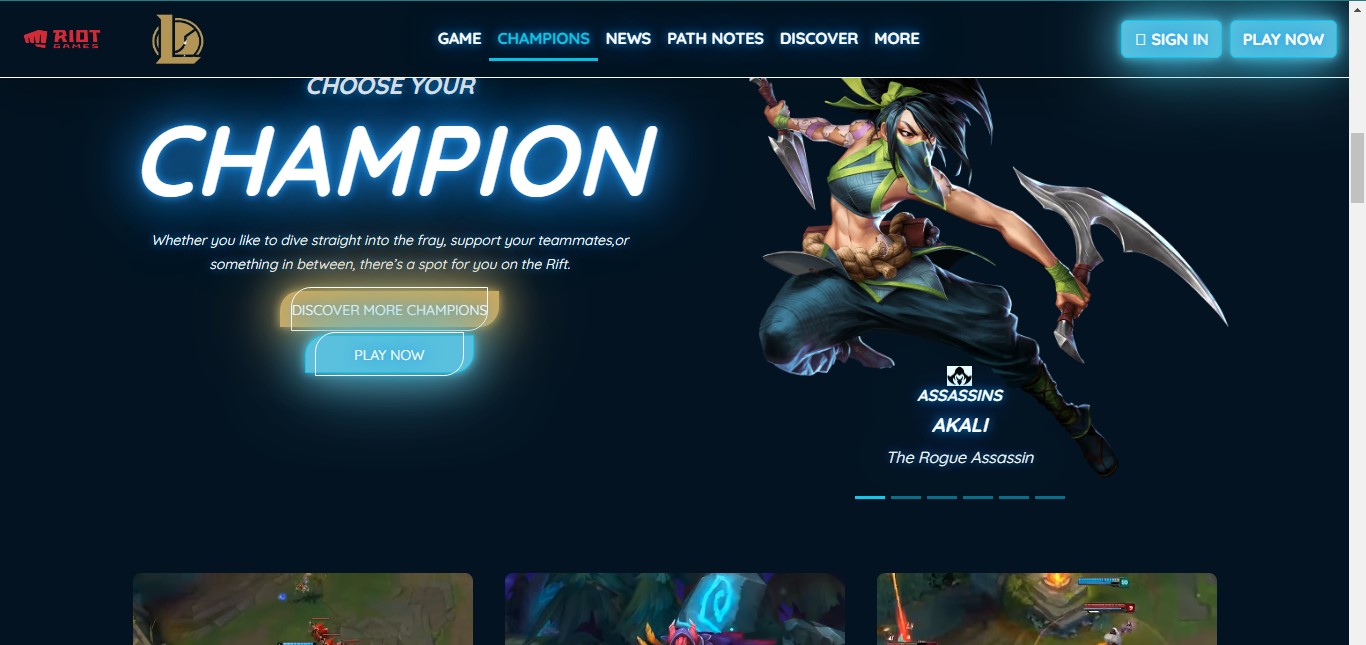 RIOT
GAMES
GAME CHAMPIONS NEWS PATH NOTES DISCOVER MORE
SIGN IN
PLAY NOW
CHOOSE YOUR
CHAMPION
Whether you like to dive straight into the fray, support your teammates,or
something in between, there's a spot for you on the Rift.
DISCOVER MORE CHAMPIONS
PLAY NOW
ASSASSINS
AKALI
The Rogue Assassin